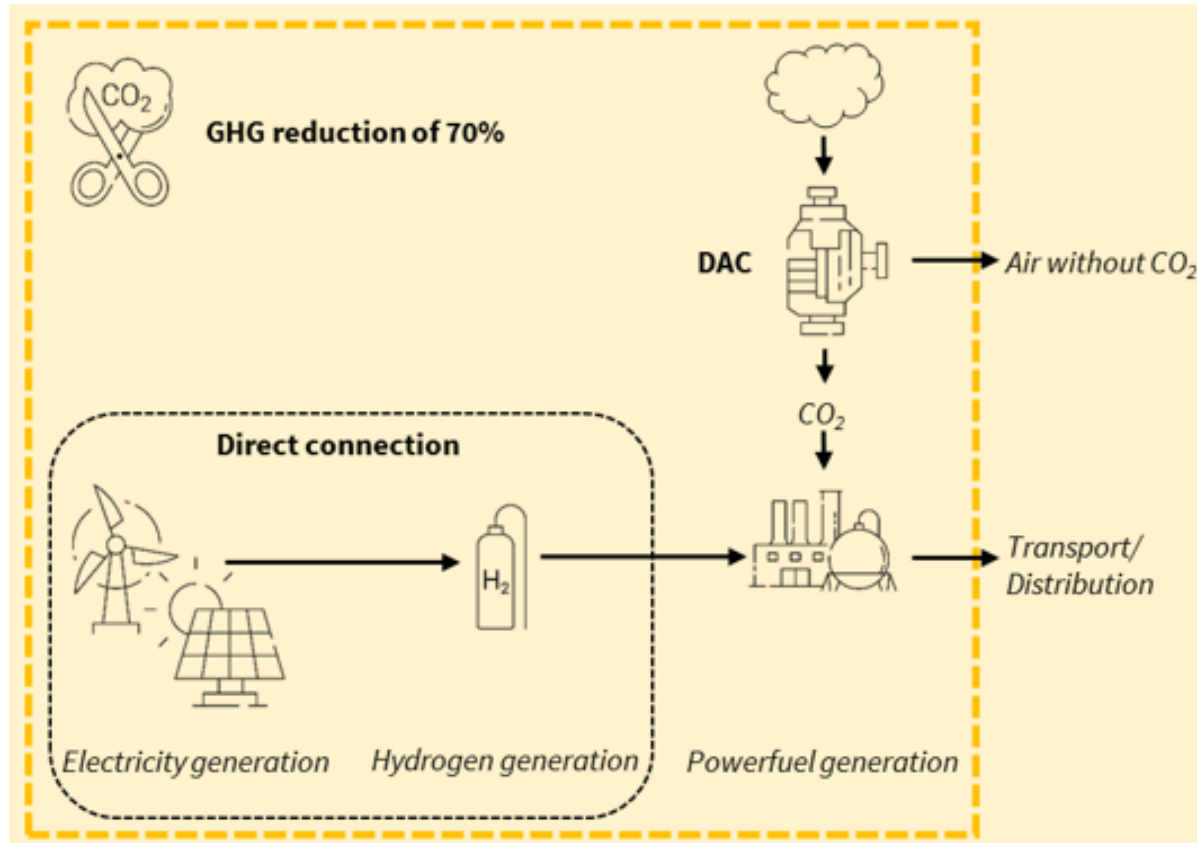 CO₂
GHG reduction of 70%
DAC
Air without CO₂
CO₂
Direct connection
H₂
Transport/
Distribution
Electricity generation
Hydrogen generation
Powerfuel generation